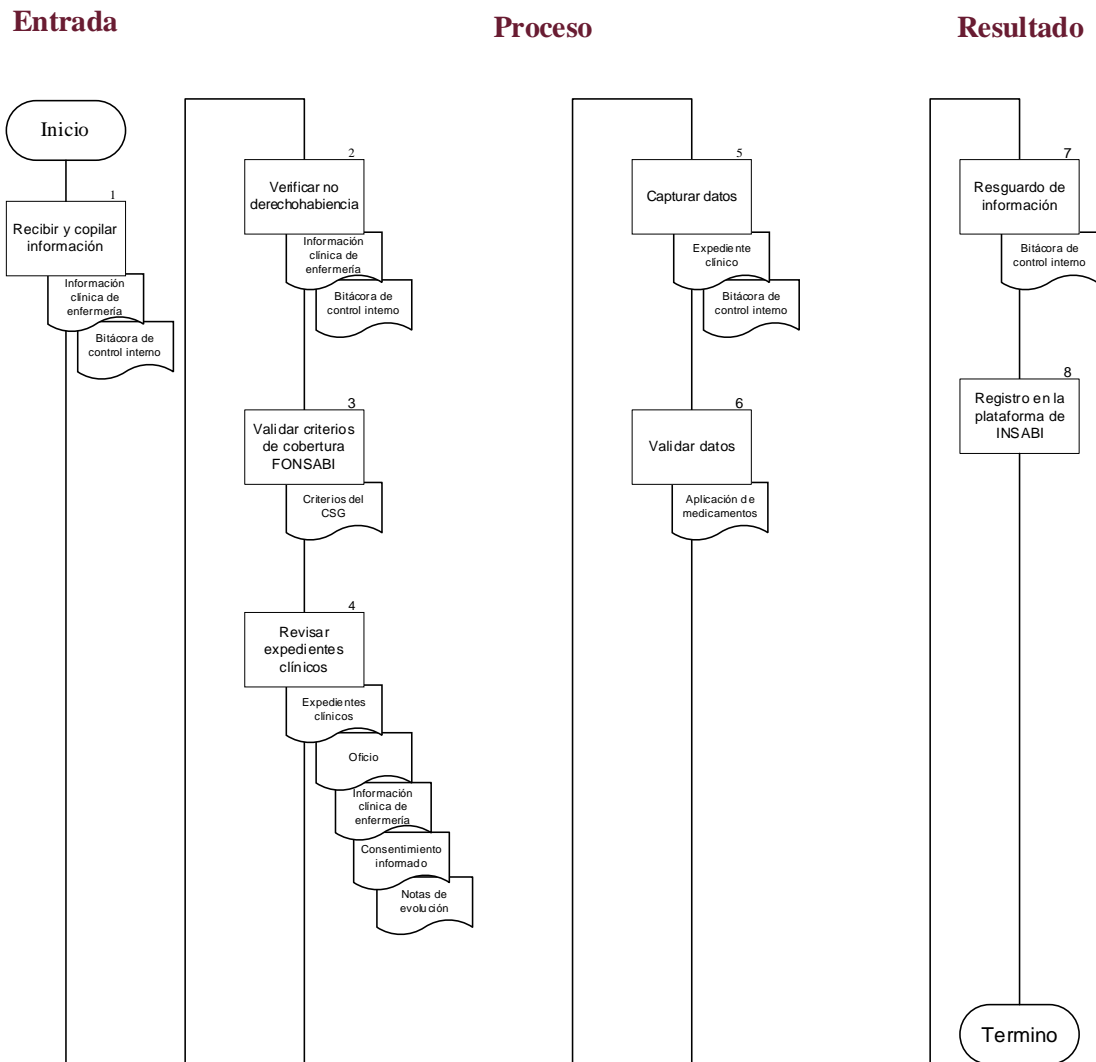 Entrada
Proceso
Resultado
Inicio
1
Recibir y copilar
información
Información
clínica de
enfermería
Bitácora de
control interno
2
Verificar no
derechohabiencia
Información
clínica de
enfermería
Bitácora de
control interno
3
Validar criterios
de cobertura
FONSABI
Criterios del
CSG
4
Revisar
expedientes
clínicos
Expedientes
clínicos
Oficio
Información
clínica de
enfermería
Consentimiento
informado
Notas de
evolución
5
Capturar datos
Expediente
clínico
Bitácora de
control interno
6
Validar datos
Aplicación de
medicamentos
7
Resguardo de
información
Bitácora de
control interno
8
Registro en la
plataforma de
INSABI
Termino